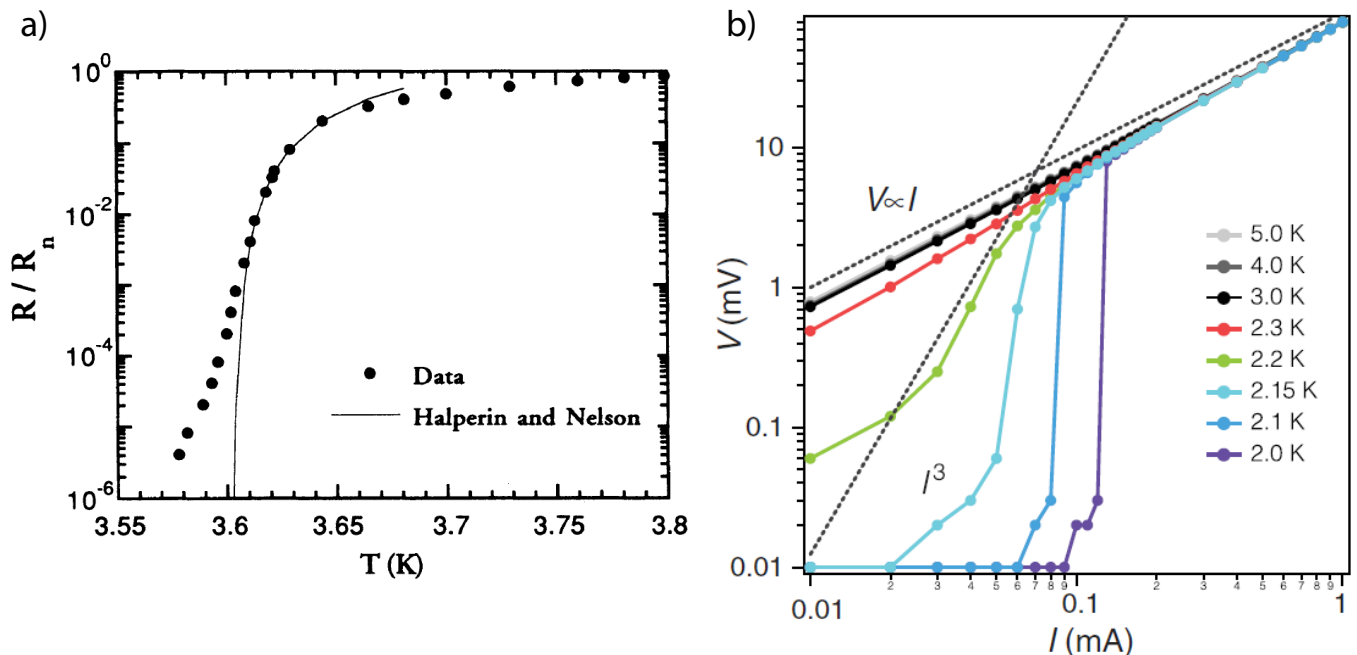 a)
R / R_n
10^0
10^-2
10^-4
10^-6
Data
Halperin and Nelson
3.55
3.6
3.65
3.7
3.75
3.8
T (K)
b)
V (mV)
10
1
0.1
0.01
V∝I
I^3
5.0 K
4.0 K
3.0 K
2.3 K
2.2 K
2.15 K
2.1 K
2.0 K
0.01
2
3
4
5
6
7
8
9
0.1
2
3
4
5
6
7
8
9
1
I (mA)